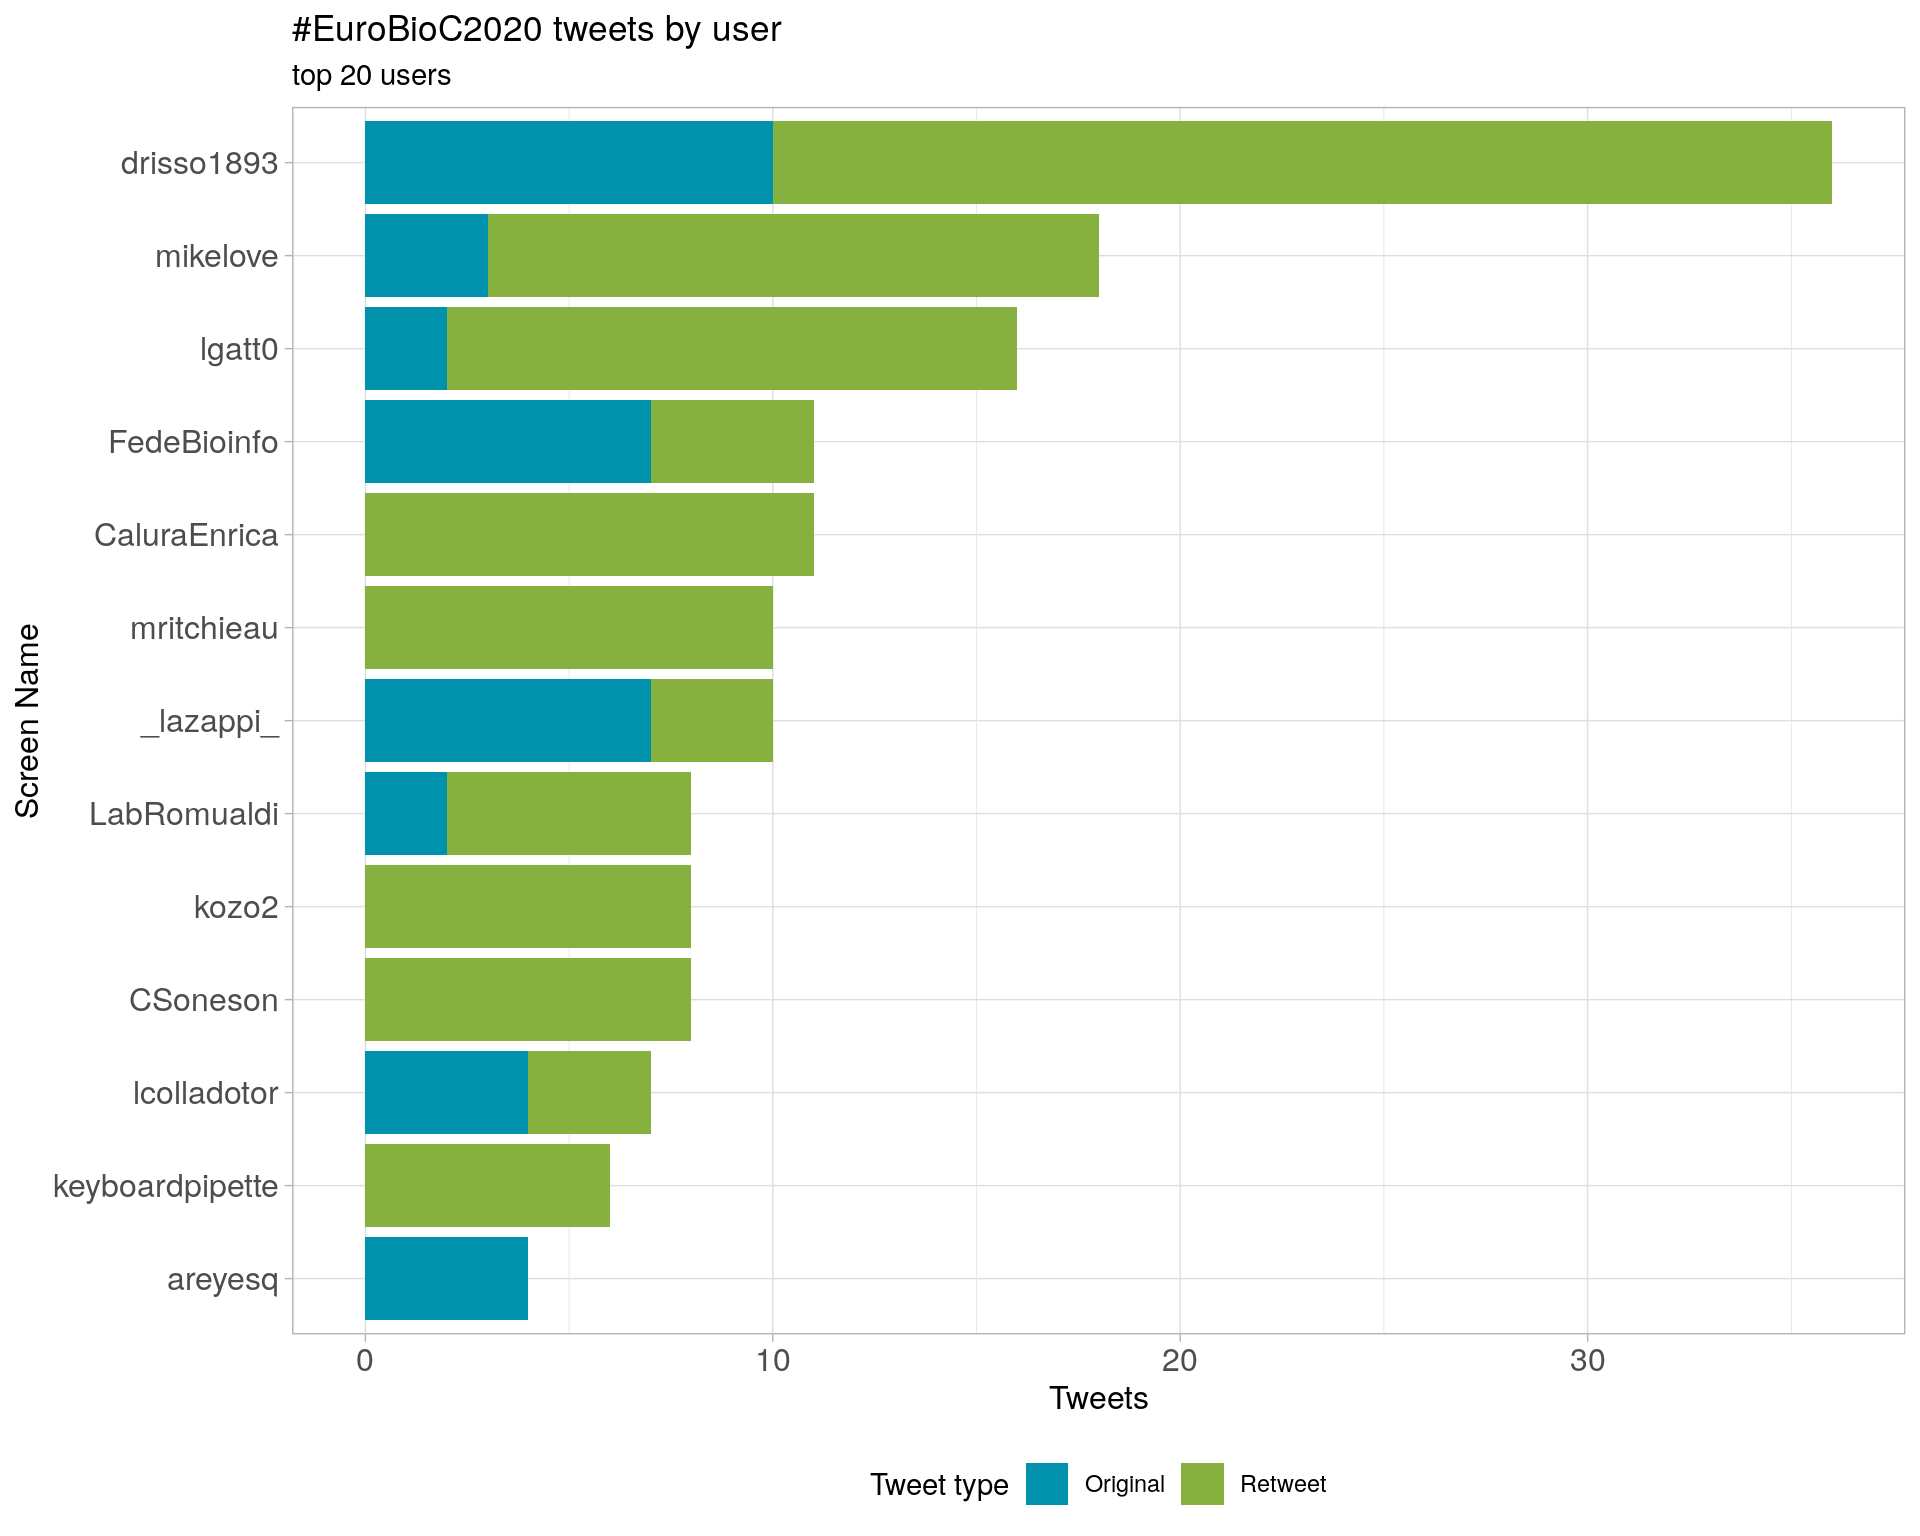 #EuroBioC2020 tweets by user
top 20 users
Screen Name
drisso1893
mikelove
lgatt0
FedeBioinfo
CaluraEnrica
mritchieau
_lazappi_
LabRomualdi
kozo2
CSoneson
lcolladotor
keyboardpipette
areyesq
0 10 20 30
Tweets
Tweet type Original Retweet